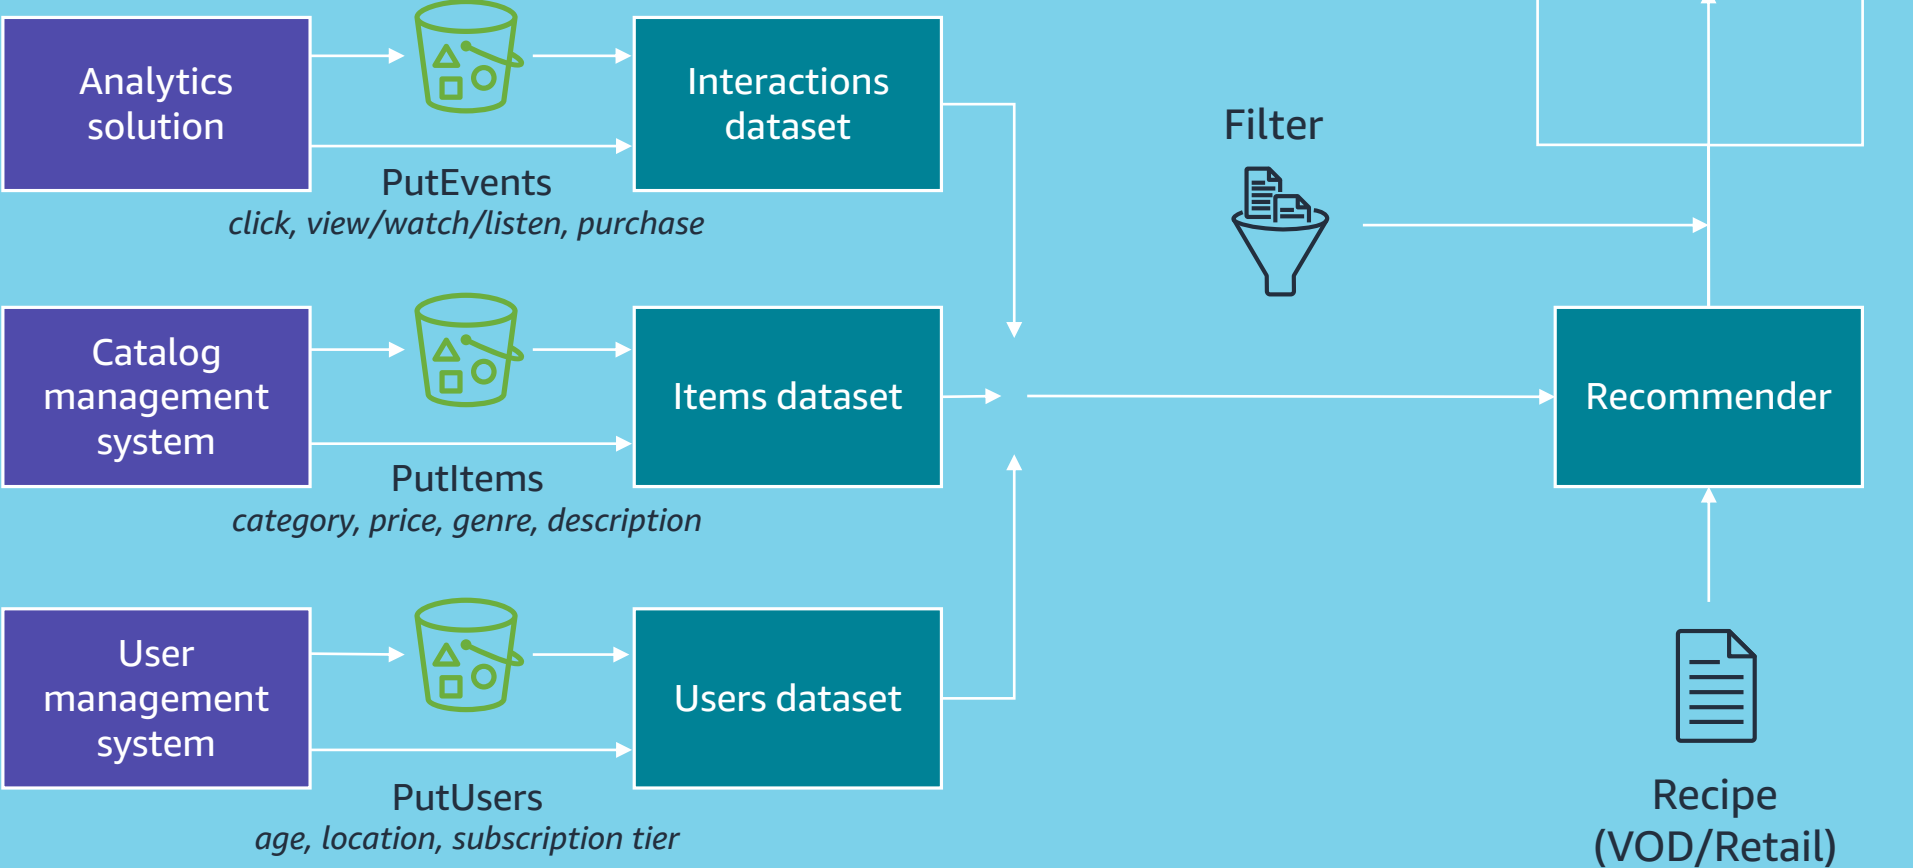 Analytics
solution
Interactions
dataset
PutEvents
click, view/watch/listen, purchase
Filter
Catalog
management
system
Items dataset
PutItems
category, price, genre, description
Recommender
User
management
system
Users dataset
PutUsers
age, location, subscription tier
Recipe
(VOD/Retail)